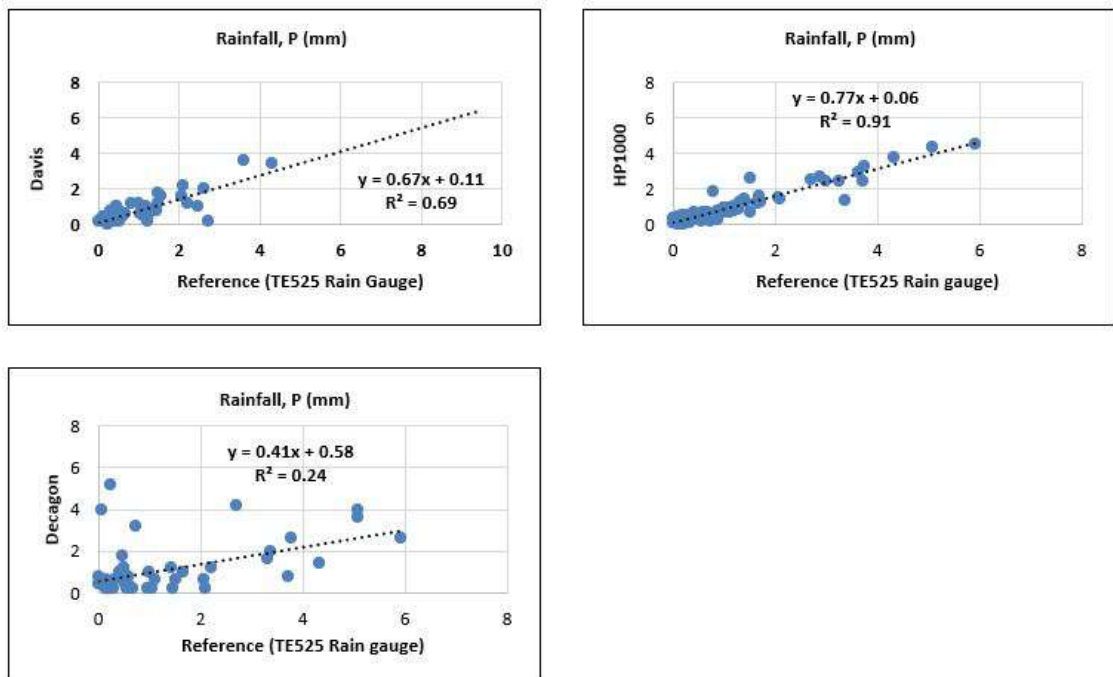 Rainfall, P (mm)
8
6
4
2
0
Davis
y = 0.67x + 0.11
R² = 0.69
0 2 4 6 8 10
Reference (TE525 Rain Gauge)
Rainfall, P (mm)
8
6
4
2
0
HP1000
y = 0.77x + 0.06
R² = 0.91
0 2 4 6 8
Reference (TE525 Rain gauge)
Rainfall, P (mm)
8
6
4
2
0
Decagon
y = 0.41x + 0.58
R² = 0.24
0 2 4 6 8
Reference (TE525 Rain gauge)